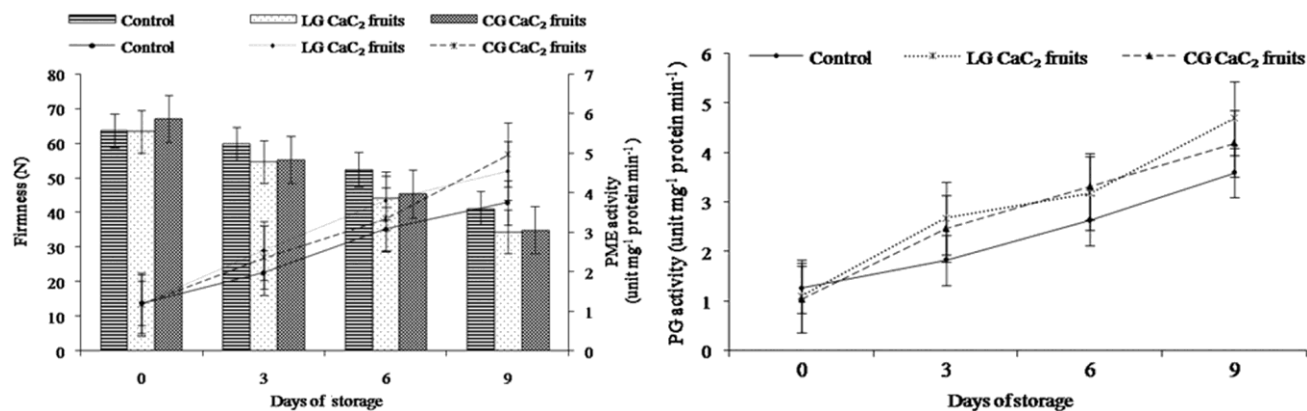 Control LG CaC₂ fruits CG CaC₂ fruits
Control LG CaC₂ fruits CG CaC₂ fruits
80
70
60
50
40
30
20
10
0
Firmness (N)
7
6
5
4
3
2
1
0
PME activity
(unit mg⁻¹ protein min⁻¹)
0 3 6 9
Days of storage
Control LG CaC₂ fruits CG CaC₂ fruits
6
5
4
3
2
1
0
PG activity (unit mg⁻¹ protein min⁻¹)
0 3 6 9
Days of storage